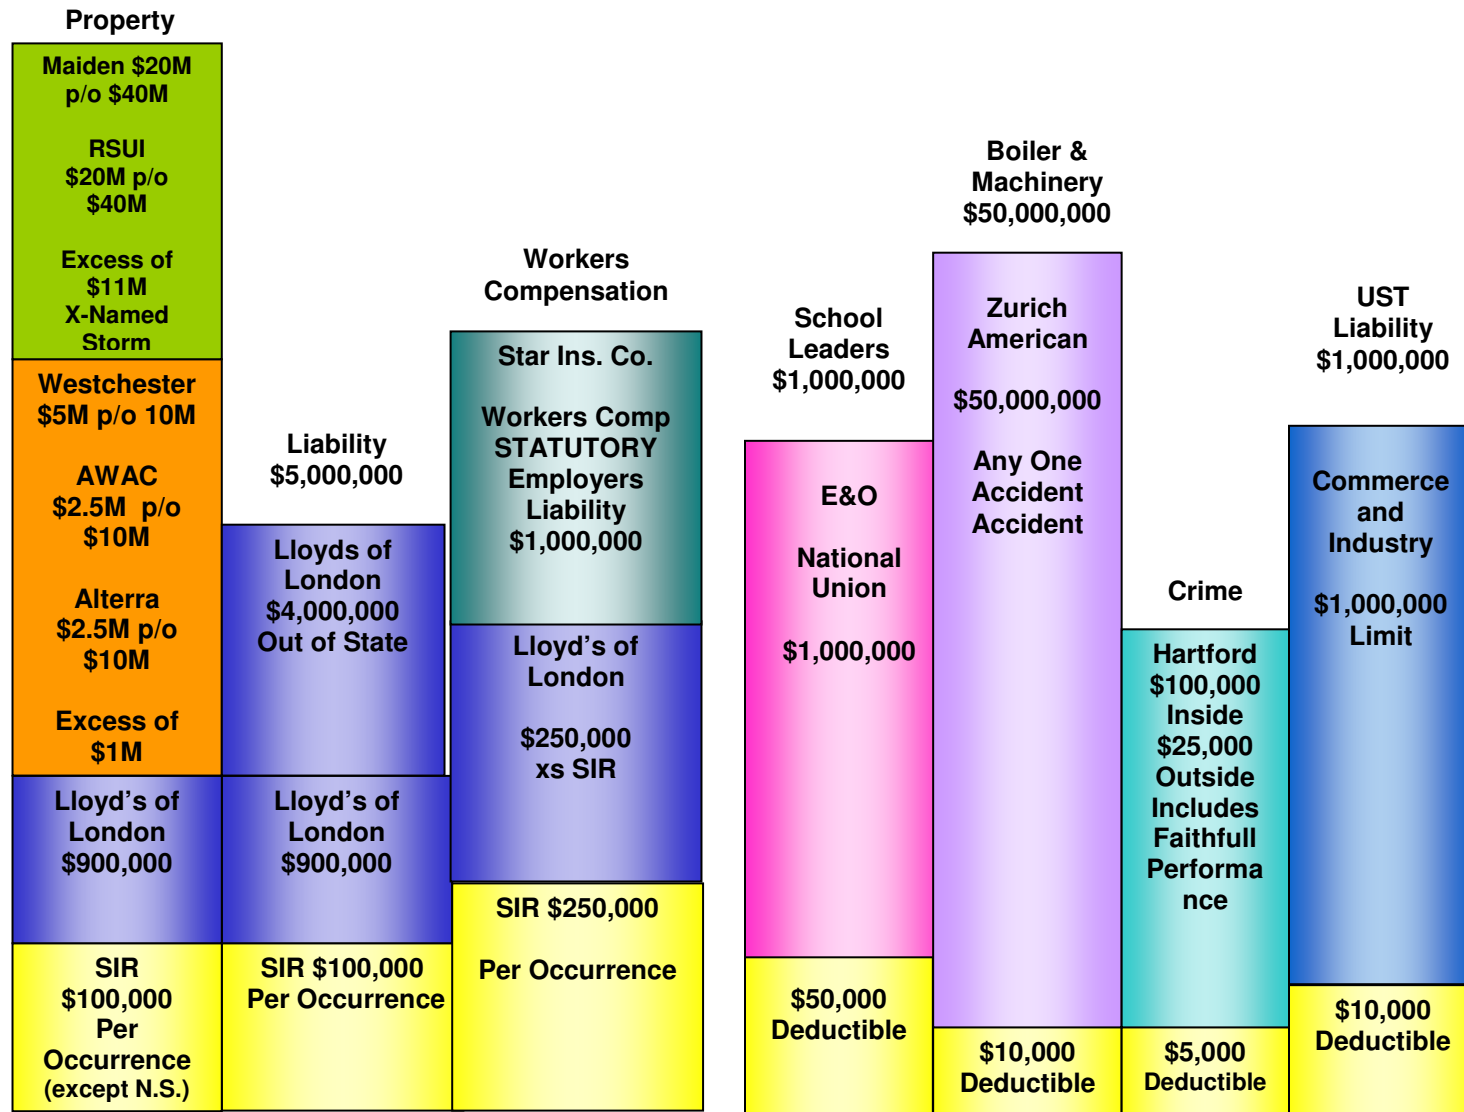 Property
Maiden $20M
p/o $40M
RSUI
$20M p/o
$40M
Excess of
$11M
X-Named
Storm
Westchester
$5M p/o 10M
AWAC
$2.5M p/o
$10M
Alterra
$2.5M p/o
$10M
Excess of
$1M
Lloyd's of
London
$900,000
SIR
$100,000
Per
Occurrence
(except N.S.)
Liability
$5,000,000
Lloyds of
London
$4,000,000
Out of State
Lloyd's of
London
$900,000
SIR $100,000
Per Occurrence
Workers
Compensation
Star Ins. Co.
Workers Comp
STATUTORY
Employers
Liability
$1,000,000
Lloyd's of
London
$250,000
xs SIR
SIR $250,000
Per Occurrence
School
Leaders
$1,000,000
E&O
National
Union
$1,000,000
$50,000
Deductible
Boiler &
Machinery
$50,000,000
Zurich
American
$50,000,000
Any One
Accident
Accident
$10,000
Deductible
Crime
Hartford
$100,000
Inside
$25,000
Outside
Includes
Faithfull
Performa
nce
$5,000
Deductible
UST
Liability
$1,000,000
Commerce
and
Industry
$1,000,000
Limit
$10,000
Deductible